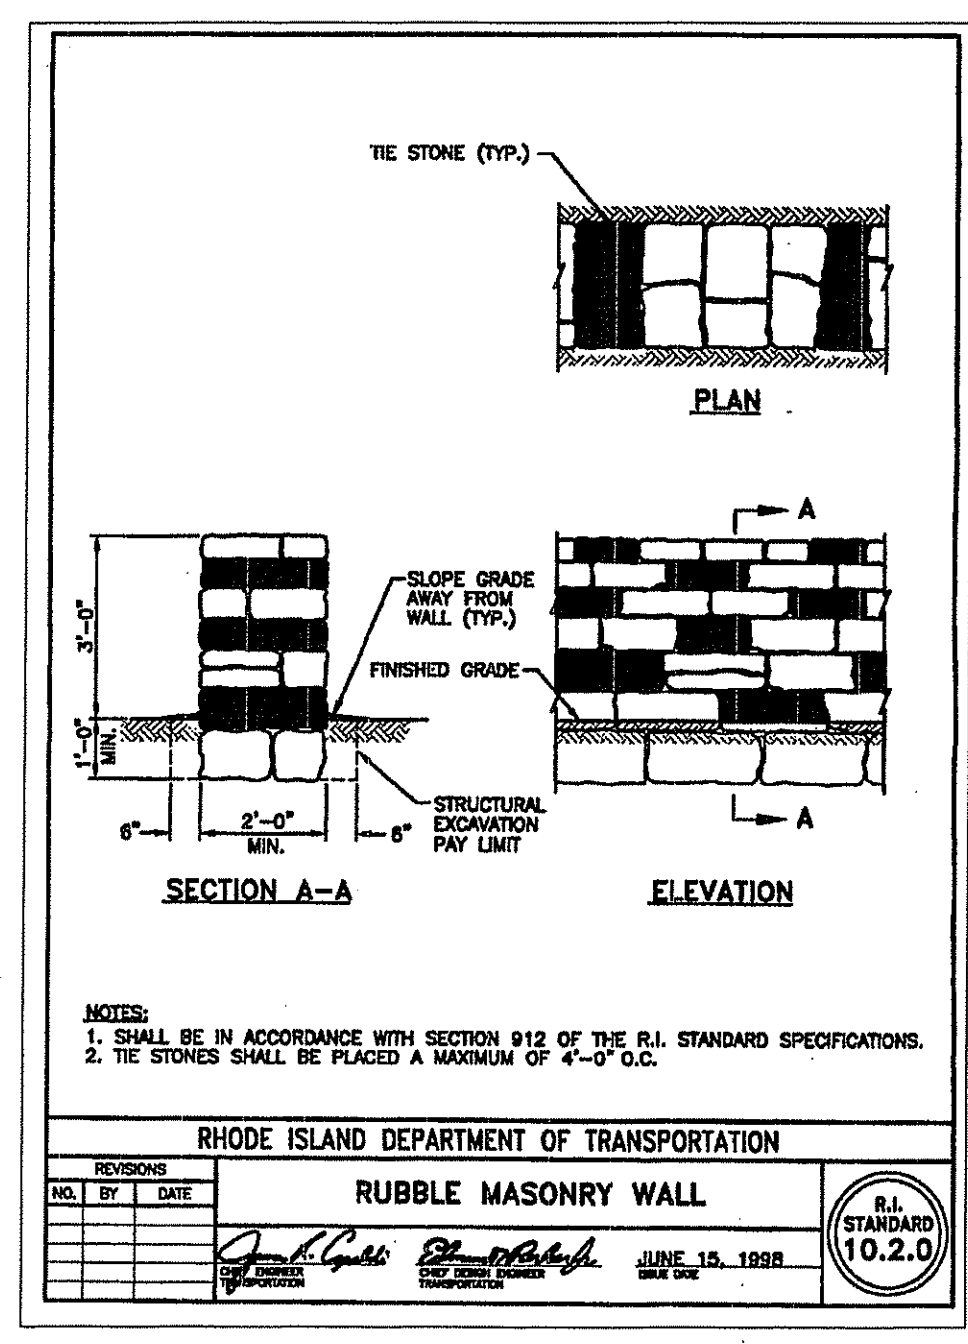 TIE STONE (TYP.)
PLAN
A
SLOPE GRADE
AWAY FROM
WALL (TYP.)
3'-0"
FINISHED GRADE
1'-0"
MIN.
STRUCTURAL
EXCAVATION
PAY LIMIT
6"
2'-0"
MIN.
6"
A
SECTION A-A
ELEVATION
NOTES:
1. SHALL BE IN ACCORDANCE WITH SECTION 912 OF THE R.I. STANDARD SPECIFICATIONS.
2. TIE STONES SHALL BE PLACED A MAXIMUM OF 4'-0" O.C.
RHODE ISLAND DEPARTMENT OF TRANSPORTATION
REVISIONS
NO. BY DATE
RUBBLE MASONRY WALL
CHIEF ENGINEER
TRANSPORTATION
CHIEF DESIGN ENGINEER
TRANSPORTATION
JUNE 15, 1998
ISSUE DATE
R.I.
STANDARD
10.2.0